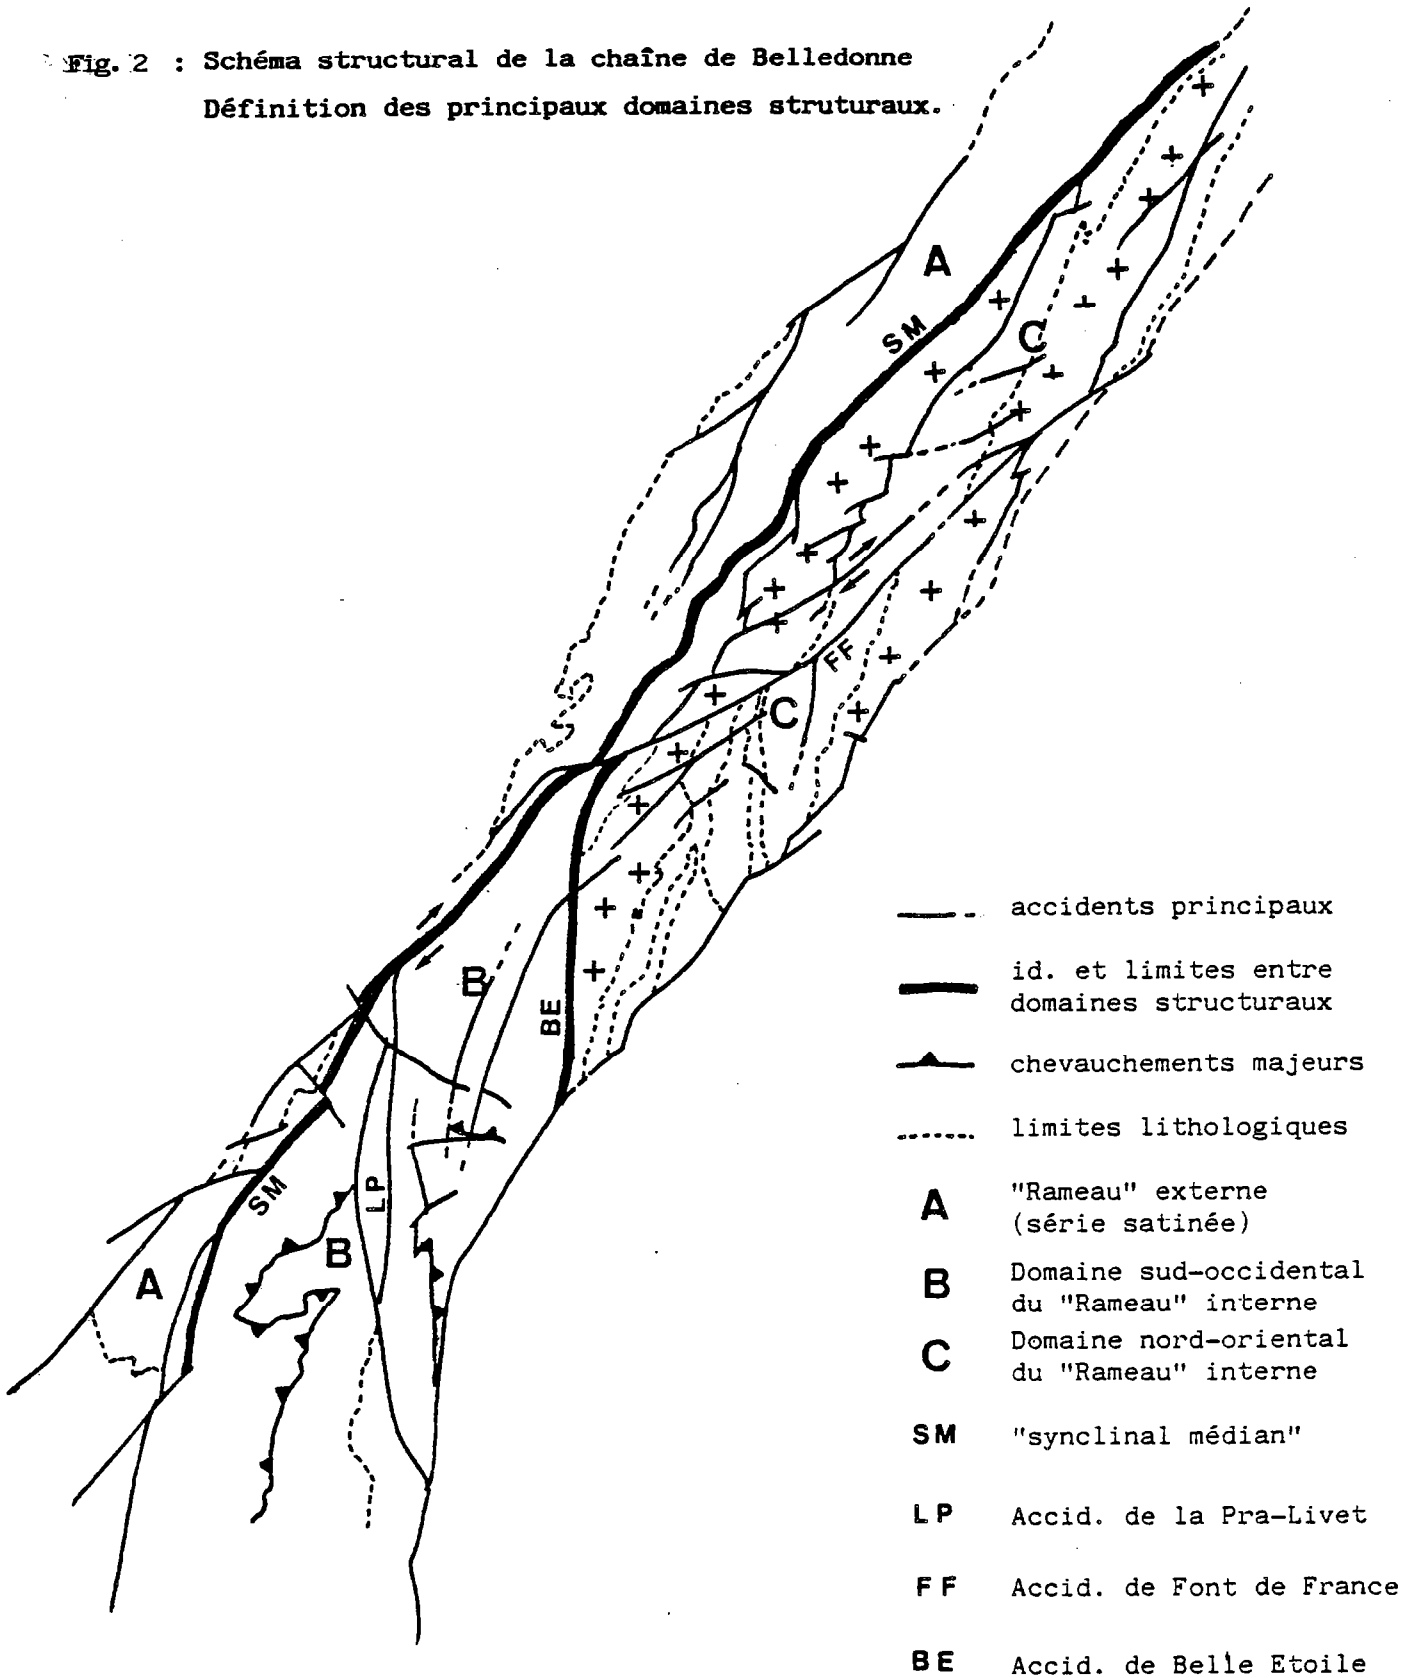 Fig. 2 : Schéma structural de la chaîne de Belledonne
Définition des principaux domaines struturaux.
A
SM
C
FF
C
B
BE
LP
SM
B
A
accidents principaux
id. et limites entre
domaines structuraux
chevauchements majeurs
limites lithologiques
A "Rameau" externe
(série satinée)
B Domaine sud-occidental
du "Rameau" interne
C Domaine nord-oriental
du "Rameau" interne
SM "synclinal médian"
LP Accid. de la Pra-Livet
FF Accid. de Font de France
BE Accid. de Belle Etoile